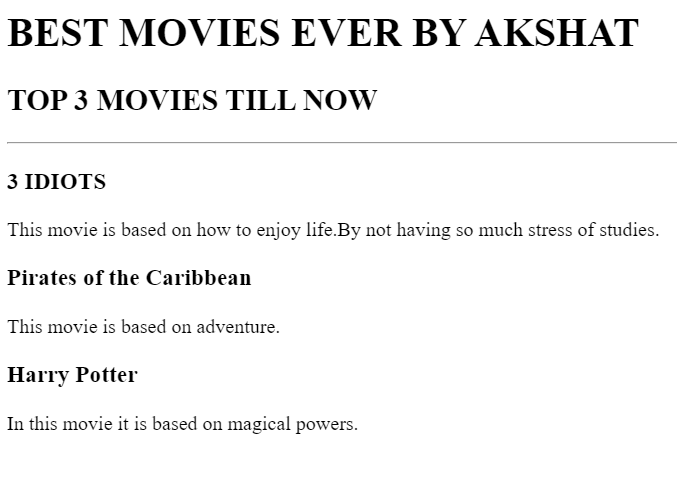 BEST MOVIES EVER BY AKSHAT
TOP 3 MOVIES TILL NOW
3 IDIOTS
This movie is based on how to enjoy life.By not having so much stress of studies.
Pirates of the Caribbean
This movie is based on adventure.
Harry Potter
In this movie it is based on magical powers.